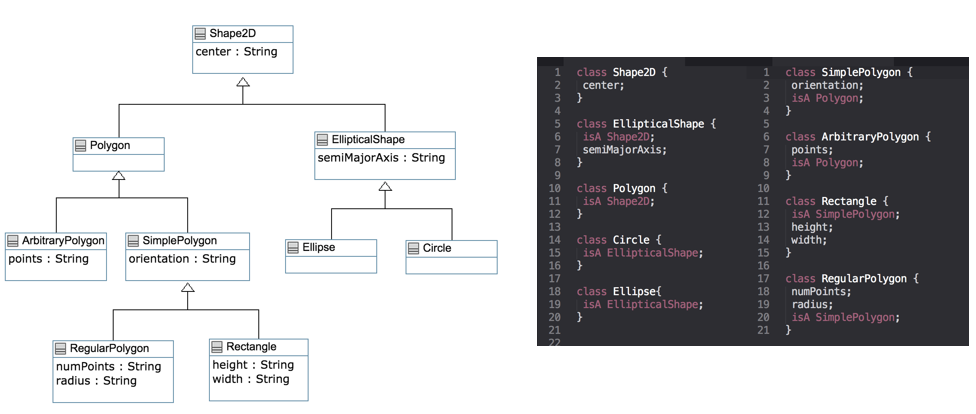 Shape2D
center : String
Polygon
EllipticalShape
semiMajorAxis : String
ArbitraryPolygon
points : String
SimplePolygon
orientation : String
Ellipse
Circle
RegularPolygon
numPoints : String
radius : String
Rectangle
height : String
width : String
1 class Shape2D {
2 center;
3 }
4
5 class EllipticalShape {
6 isA Shape2D;
7 semiMajorAxis;
8 }
9
10 class Polygon {
11 isA Shape2D;
12 }
13
14 class Circle {
15 isA EllipticalShape;
16 }
17
18 class Ellipse{
19 isA EllipticalShape;
20 }
21
22
1 class SimplePolygon {
2 orientation;
3 isA Polygon;
4 }
5
6 class ArbitraryPolygon {
7 points;
8 isA Polygon;
9 }
10
11 class Rectangle {
12 isA SimplePolygon;
13 height;
14 width;
15 }
16
17 class RegularPolygon {
18 numPoints;
19 radius;
20 isA SimplePolygon;
21 }